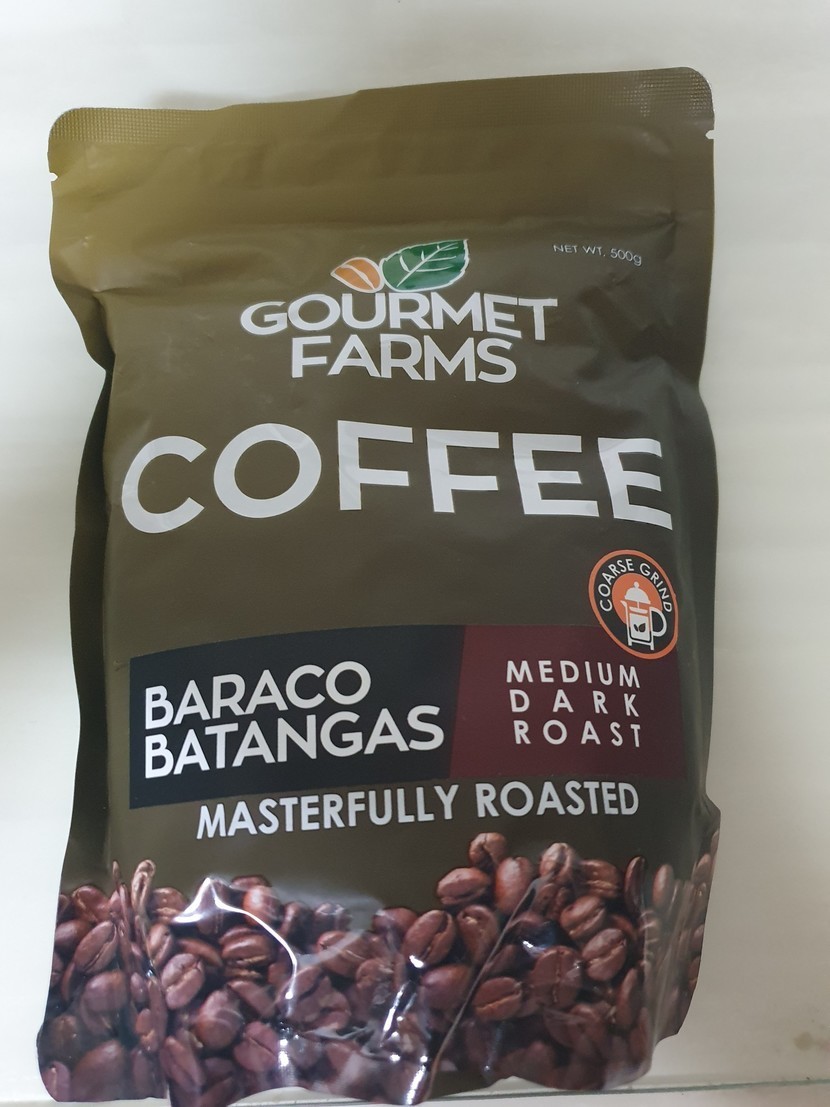 NET WT. 500g
GOURMET
FARMS
COFFEE
COARSE GRIND
BARACO
BATANGAS
MEDIUM
DARK
ROAST
MASTERFULLY ROASTED